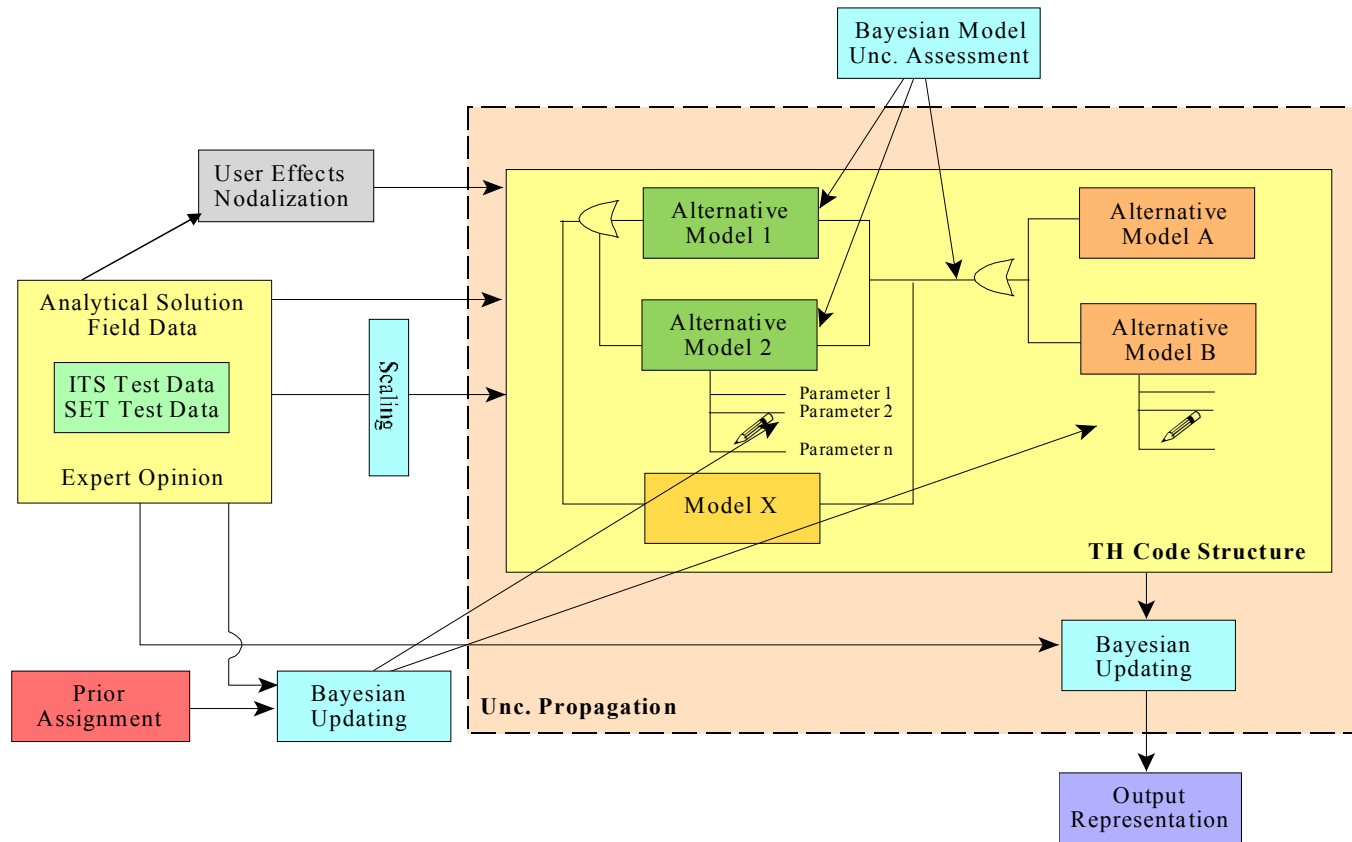 Bayesian Model
Unc. Assessment
User Effects
Nodalization
Alternative
Model 1
Alternative
Model A
Analytical Solution
Field Data
ITS Test Data
SET Test Data
Expert Opinion
Scaling
Alternative
Model 2
Alternative
Model B
Parameter 1
Parameter 2
Parameter n
Model X
TH Code Structure
Prior
Assignment
Bayesian
Updating
Unc. Propagation
Bayesian
Updating
Output
Representation